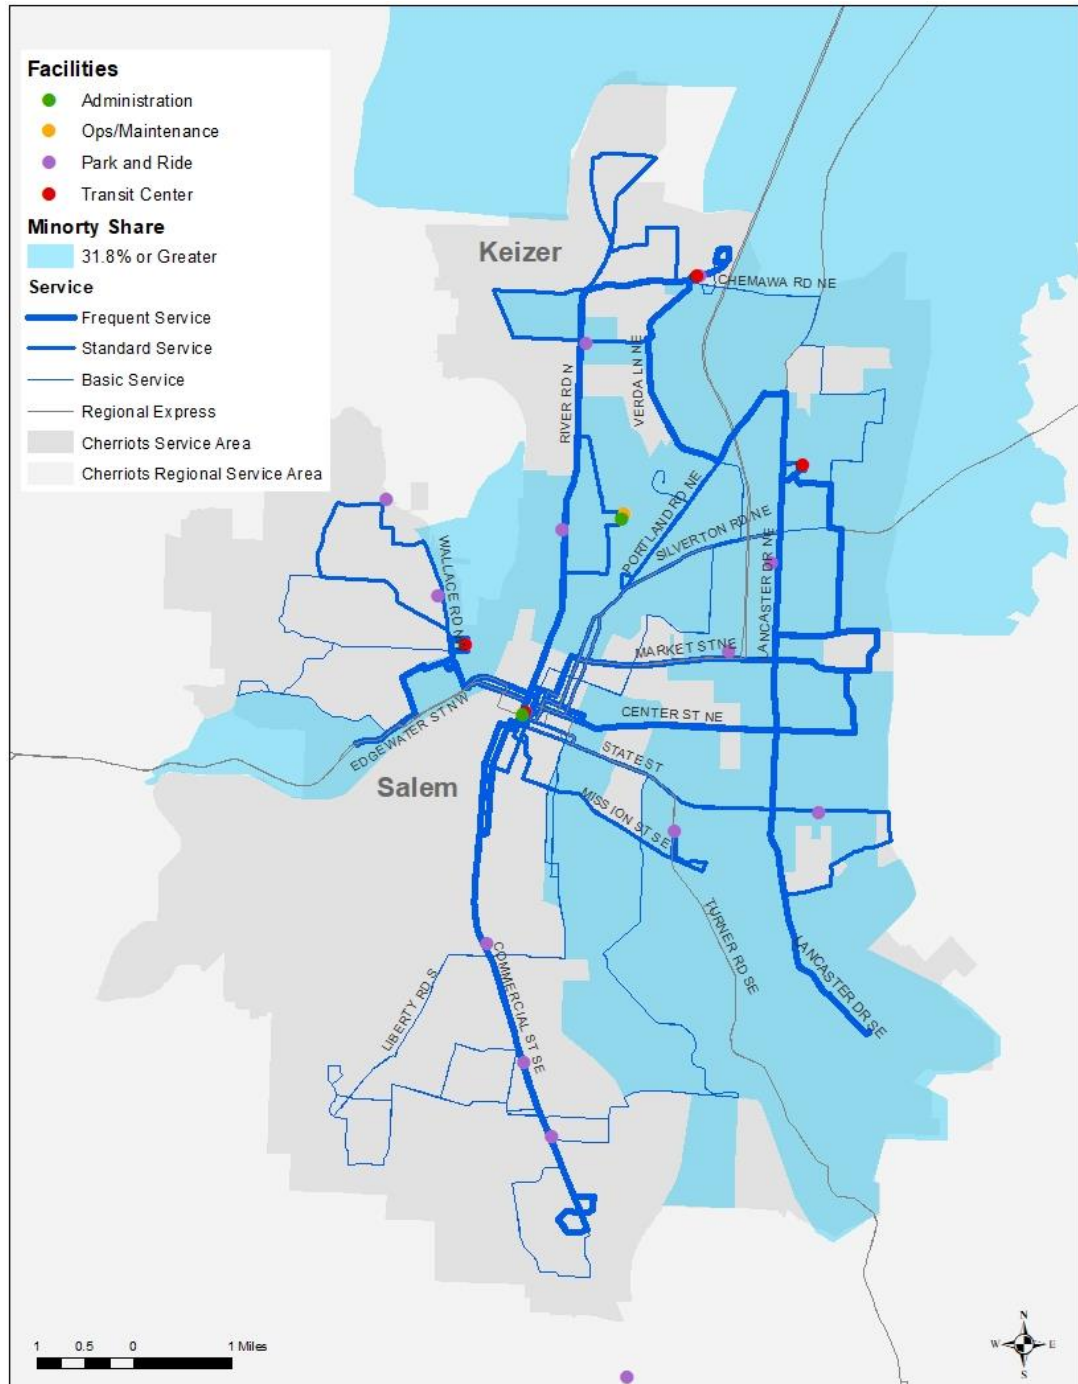 Facilities
Administration
Ops/Maintenance
Park and Ride
Transit Center
Minorty Share
31.8% or Greater
Service
Frequent Service
Standard Service
Basic Service
Regional Express
Cherriots Service Area
Cherriots Regional Service Area
Keizer
CHEMAWA RD NE
VERDA LN NE
RIVER RD N
PORTLAND RD NE
SILVERTON RD NE
LANCASTER DR NE
WALLACE RD NW
MARKET ST NE
CENTER ST NE
EDGEWATER ST NW
STATE ST
Salem
MISSION ST SE
TURNER RD SE
LANCASTER DR SE
LIBERTY RD S
COMMERCIAL ST SE
1 0.5 0 1 Miles
N
W E
S